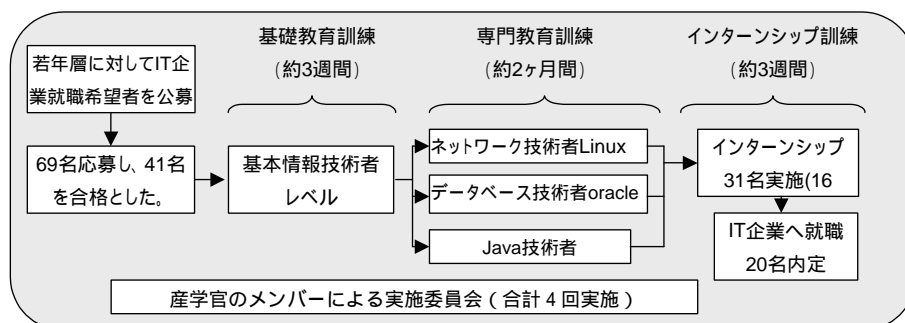 基礎教育訓練
(約3週間)
専門教育訓練
(約2ヶ月間)
インターンシップ訓練
(約3週間)
若年層に対してIT企
業就職希望者を公募
69名応募し、41名
を合格とした。
基本情報技術者
レベル
ネットワーク技術者Linux
データベース技術者oracle
Java技術者
インターンシップ
31名実施(16
IT企業へ就職
20名内定
産学官のメンバーによる実施委員会(合計4回実施)